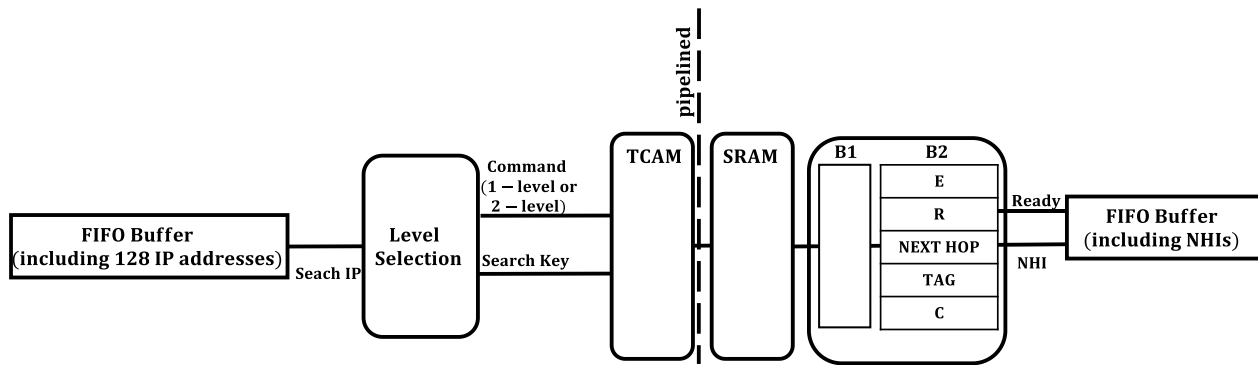 pipelined
FIFO Buffer
(including 128 IP addresses)
Seach IP
Level
Selection
Command
(1 − level or
2 − level)
Search Key
TCAM
SRAM
B1
B2
E
R
NEXT HOP
TAG
C
Ready
NHI
FIFO Buffer
(including NHIs)